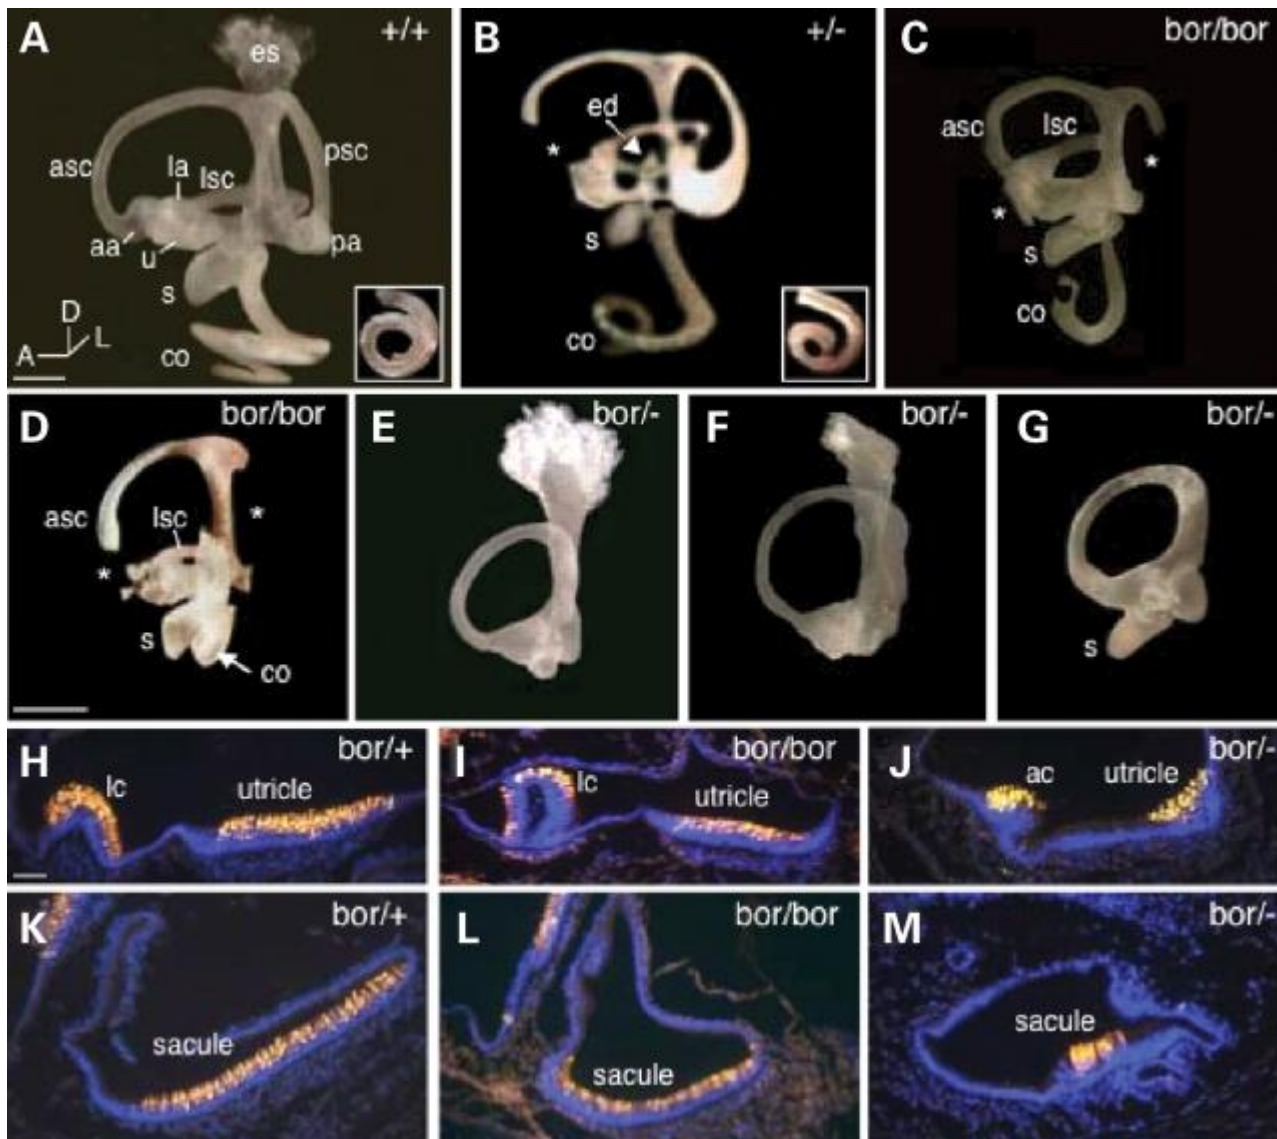 A
+/+
es
asc
la
lsc
psc
aa
u
pa
s
D
L
A
co
B
+/-
ed
*
s
co
C
bor/bor
asc
lsc
*
*
s
co
D
bor/bor
asc
lsc
*
*
s
co
E
bor/-
F
bor/-
G
bor/-
s
H
bor/+
lc
utricle
I
bor/bor
lc
utricle
J
bor/-
ac
utricle
K
bor/+
sacule
L
bor/bor
sacule
M
bor/-
sacule